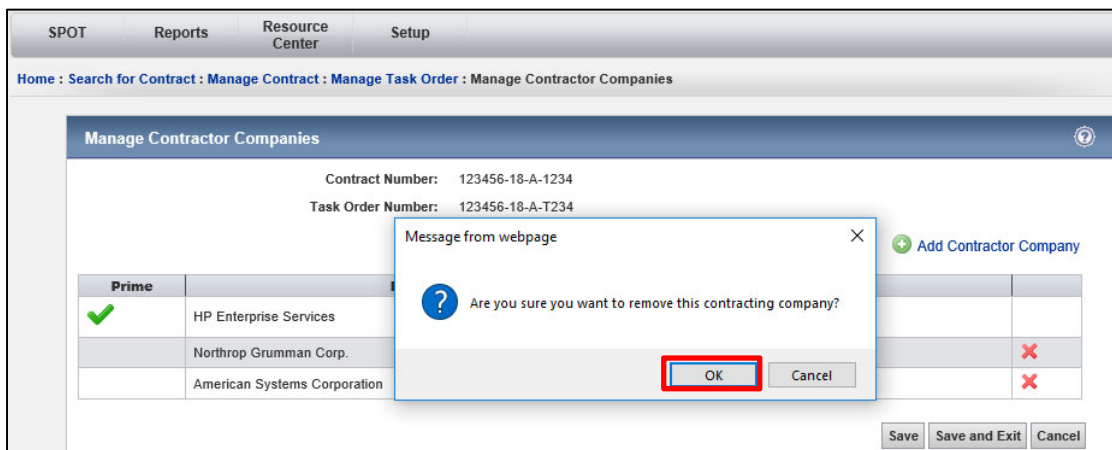 SPOT Reports Resource Center Setup
Home : Search for Contract : Manage Contract : Manage Task Order : Manage Contractor Companies
Manage Contractor Companies
Contract Number: 123456-18-A-1234
Task Order Number: 123456-18-A-T234
Message from webpage
Add Contractor Company
Are you sure you want to remove this contracting company?
OK Cancel
Prime
HP Enterprise Services
Northrop Grumman Corp.
American Systems Corporation
Save Save and Exit Cancel